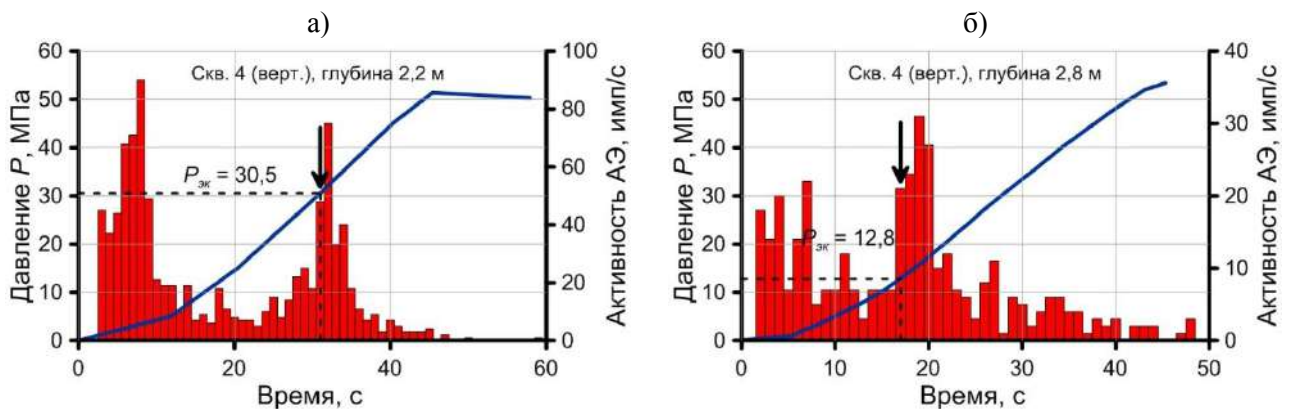 а)
60
50
40
30
20
10
0
Давление P, МПа
Скв. 4 (верт.), глубина 2,2 м
Pэк = 30,5
100
80
60
40
20
0
Активность АЭ, имп/с
0 20 40 60
Время, с
б)
60
50
40
30
20
10
0
Давление P, МПа
Скв. 4 (верт.), глубина 2,8 м
Pэк = 12,8
40
30
20
10
0
Активность АЭ, имп/с
0 10 20 30 40 50
Время, с